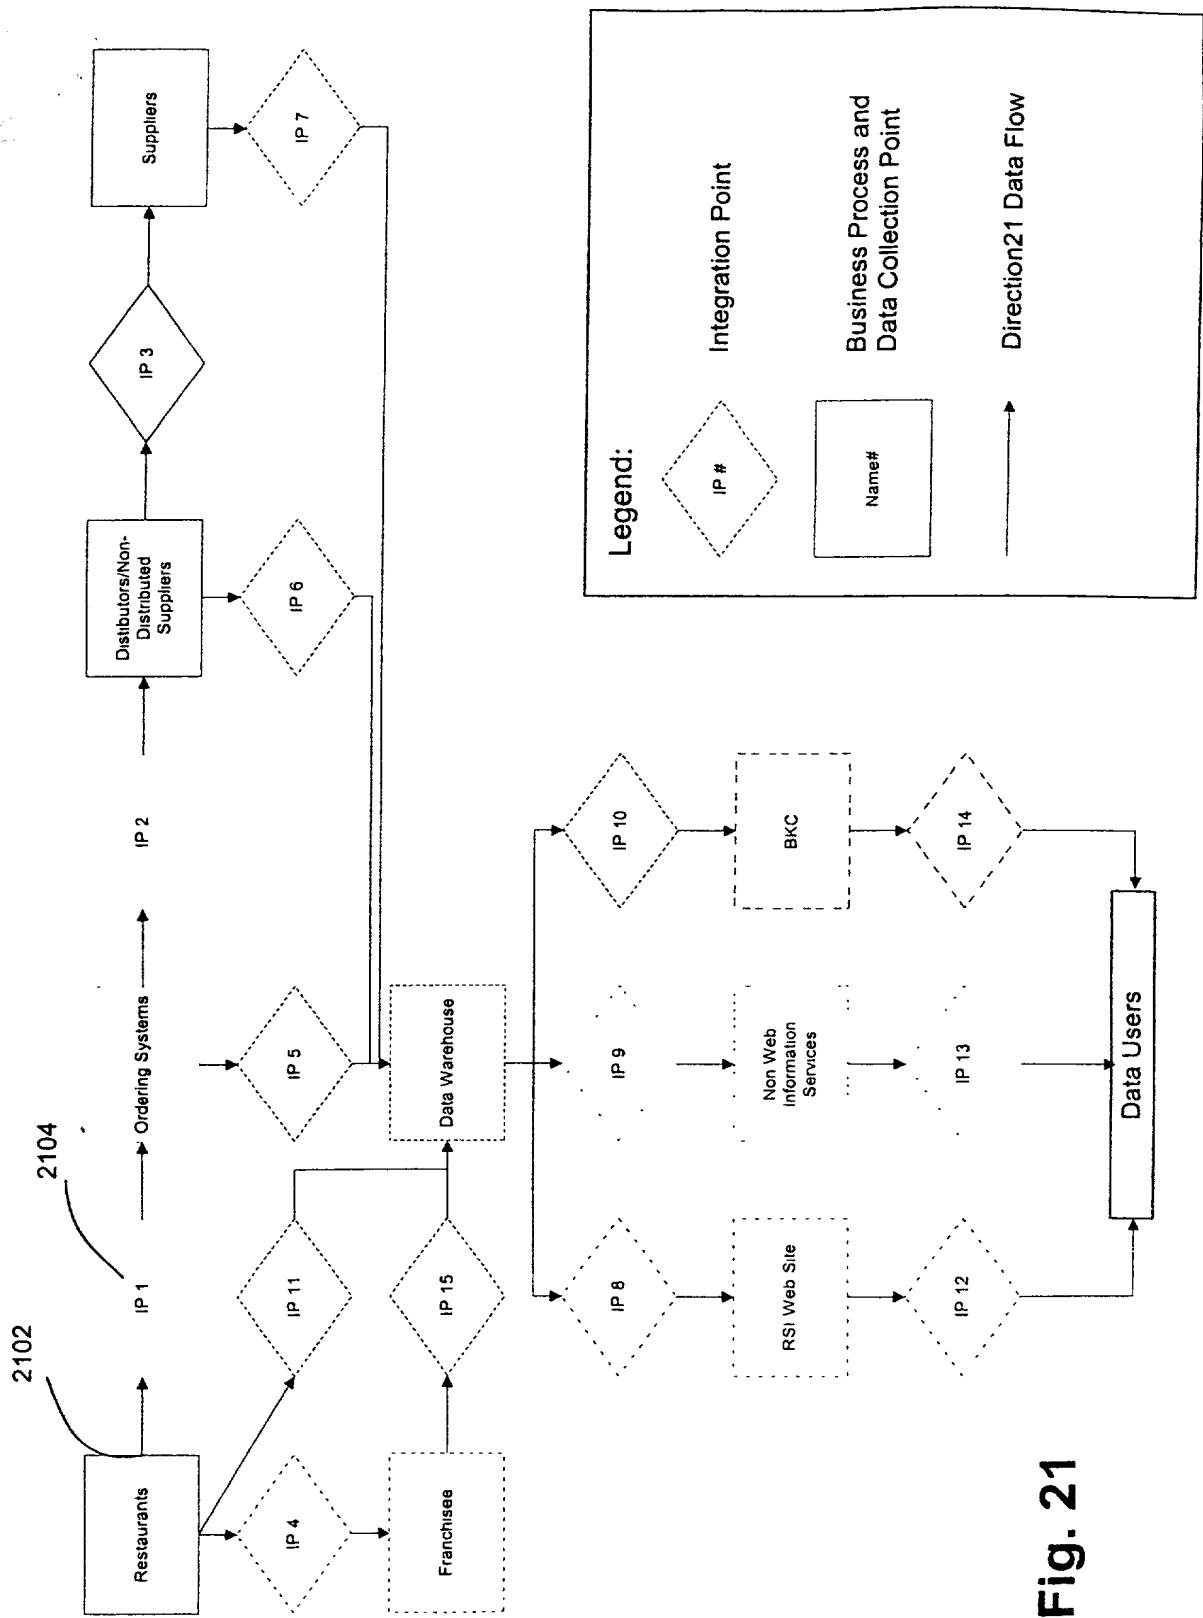 2102
2104
Restaurants
IP 1
Ordering Systems
IP 2
Distibutors/Non-
Distributed
Suppliers
IP 3
Suppliers
IP 4
IP 11
IP 5
IP 6
IP 7
Franchisee
IP 15
Data Warehouse
IP 8
IP 9
IP 10
RSI Web Site
Non Web
Information
Services
BKC
IP 12
IP 13
IP 14
Data Users
Legend:
IP #
Integration Point
Name#
Business Process and
Data Collection Point
Direction21 Data Flow
Fig. 21